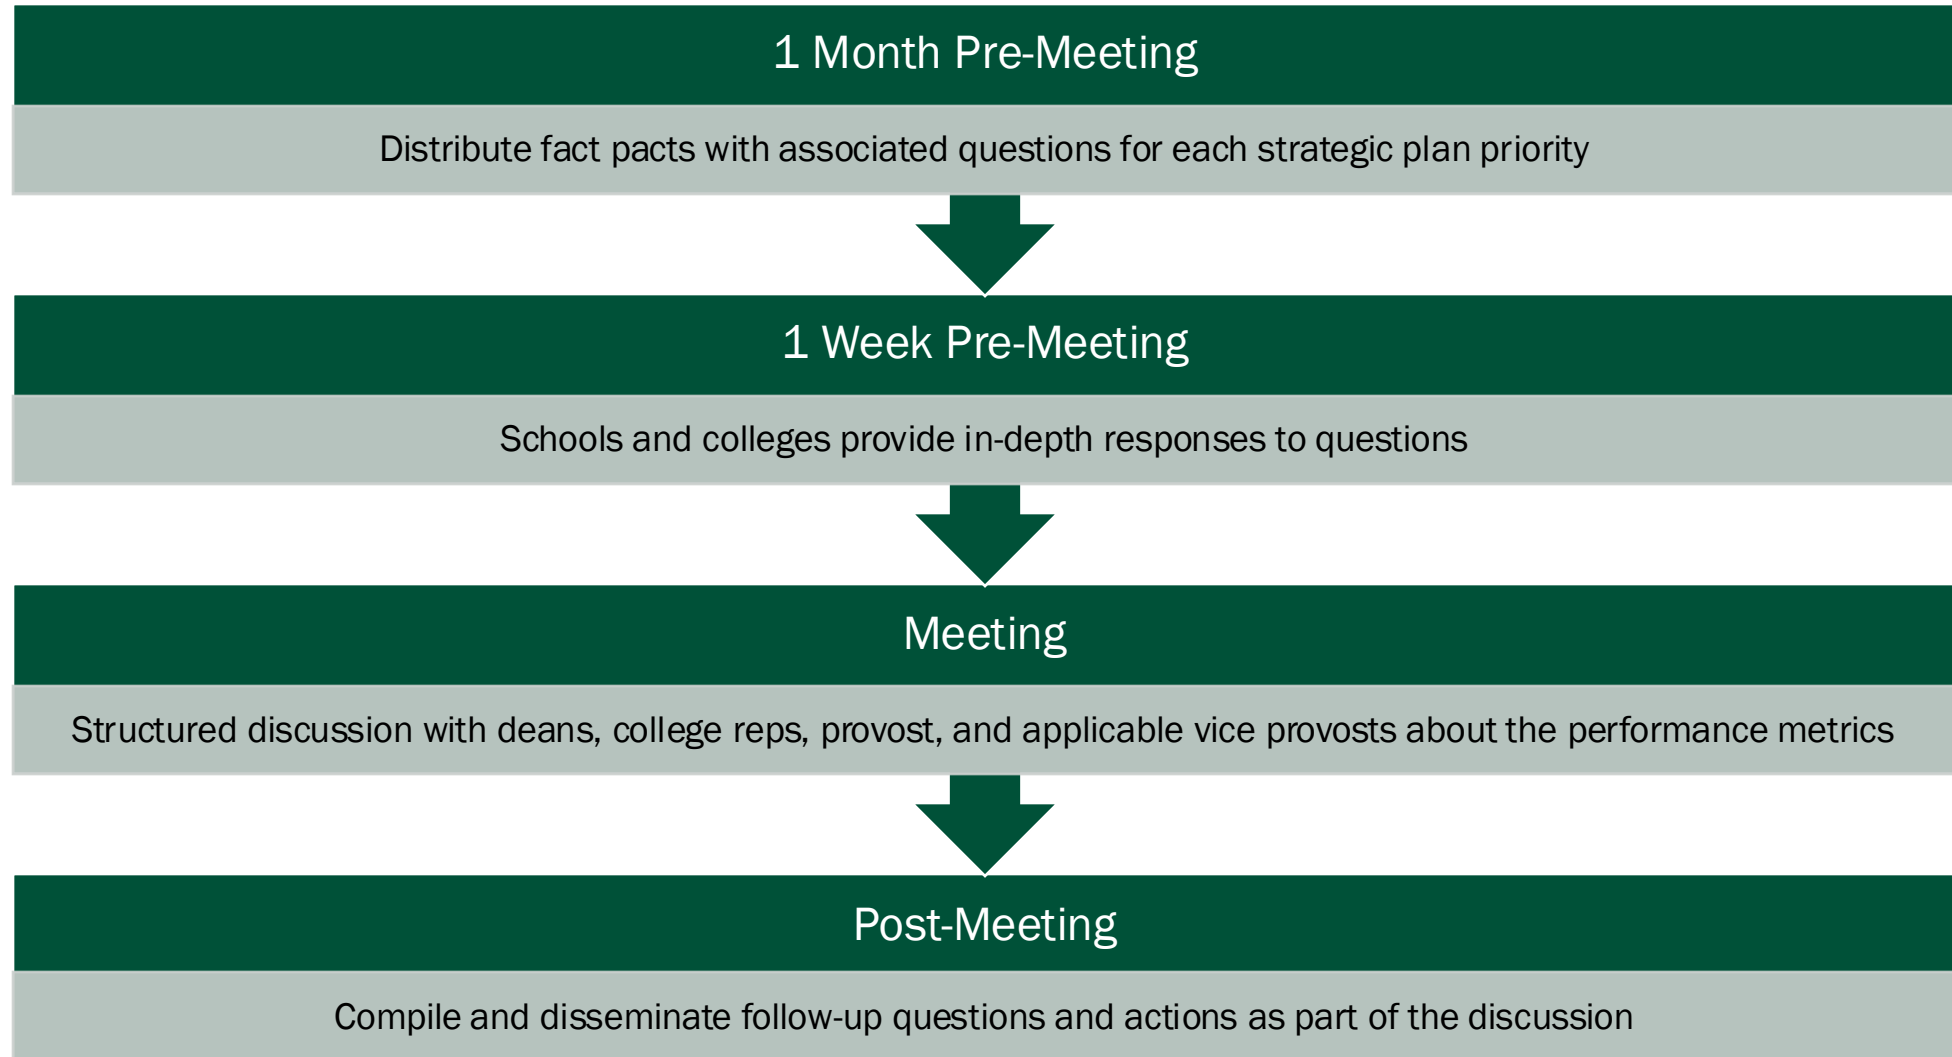 1 Month Pre-Meeting
Distribute fact pacts with associated questions for each strategic plan priority
1 Week Pre-Meeting
Schools and colleges provide in-depth responses to questions
Meeting
Structured discussion with deans, college reps, provost, and applicable vice provosts about the performance metrics
Post-Meeting
Compile and disseminate follow-up questions and actions as part of the discussion